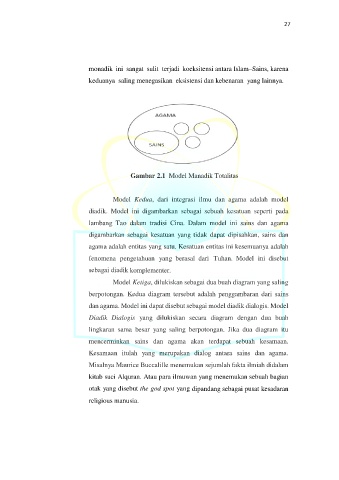 27
monadik ini sangat sulit terjadi koeksitensi antara Islam–Sains, karena
keduanya saling menegasikan eksistensi dan kebenaran yang lainnya.
AGAMA
SAINS
Gambar 2.1 Model Manadik Totalitas
Model Kedua, dari integrasi ilmu dan agama adalah model
diadik. Model ini digambarkan sebagai sebuah kesatuan seperti pada
lambang Tao dalam tradisi Cina. Dalam model ini sains dan agama
digambarkan sebagai kesatuan yang tidak dapat dipisahkan, sains dan
agama adalah entitas yang satu. Kesatuan entitas ini kesemuanya adalah
fenomena pengetahuan yang berasal dari Tuhan. Model ini disebut
sebagai diadik komplementer.
Model Ketiga, dilukiskan sebagai dua buah diagram yang saling
berpotongan. Kedua diagram tersebut adalah penggambaran dari sains
dan agama. Model ini dapat disebut sebagai model diadik dialogis. Model
Diadik Dialogis yang dilukiskan secara diagram dengan dua buah
lingkaran sama besar yang saling berpotongan. Jika dua diagram itu
mencerminkan sains dan agama akan terdapat sebuah kesamaan.
Kesamaan itulah yang merupakan dialog antara sains dan agama.
Misalnya Maurice Buccaille menemukan sejumlah fakta ilmiah didalam
kitab suci Alquran. Atau para ilmuwan yang menemukan sebuah bagian
otak yang disebut the god spot yang dipandang sebagai pusat kesadaran
religious manusia.